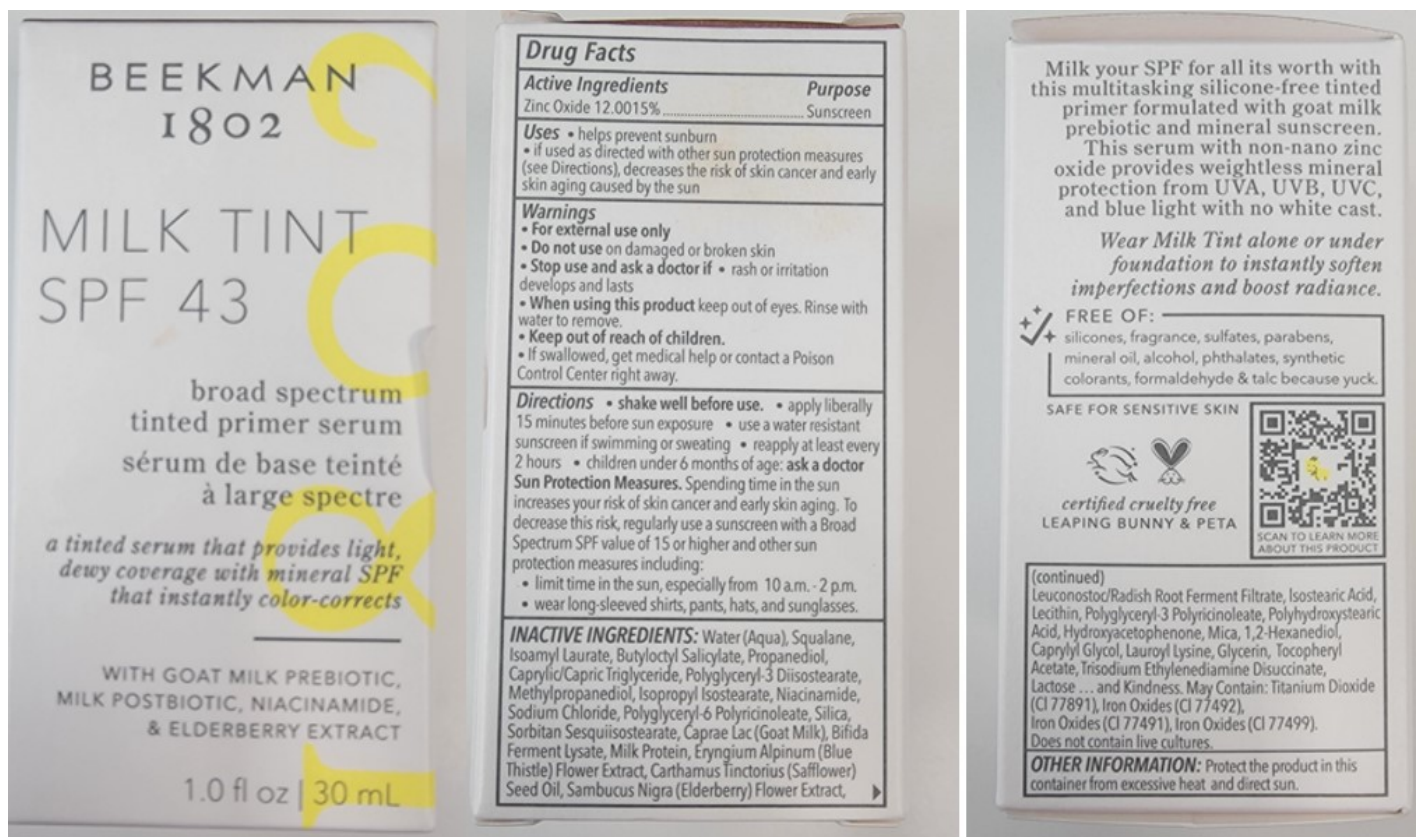 BEEKMAN
1802
MILK TINT
SPF 43
broad spectrum
tinted primer serum
sérum de base teinté
à large spectre
a tinted serum that provides light,
dewy coverage with mineral SPF
that instantly color-corrects
WITH GOAT MILK PREBIOTIC,
MILK POSTBIOTIC, NIACINAMIDE,
& ELDERBERRY EXTRACT
1.0 fl oz | 30 mL
Drug Facts
Active Ingredients Purpose
Zinc Oxide 12.0015% Sunscreen
Uses • helps prevent sunburn
• if used as directed with other sun protection measures
(see Directions), decreases the risk of skin cancer and early
skin aging caused by the sun
Warnings
• For external use only
• Do not use on damaged or broken skin
• Stop use and ask a doctor if • rash or irritation
develops and lasts
• When using this product keep out of eyes. Rinse with
water to remove.
• Keep out of reach of children.
• If swallowed, get medical help or contact a Poison
Control Center right away.
Directions • shake well before use. • apply liberally
15 minutes before sun exposure • use a water resistant
sunscreen if swimming or sweating • reapply at least every
2 hours • children under 6 months of age: ask a doctor
Sun Protection Measures. Spending time in the sun
increases your risk of skin cancer and early skin aging. To
decrease this risk, regularly use a sunscreen with a Broad
Spectrum SPF value of 15 or higher and other sun
protection measures including:
• limit time in the sun, especially from 10 a.m. - 2 p.m.
• wear long-sleeved shirts, pants, hats, and sunglasses.
INACTIVE INGREDIENTS: Water (Aqua), Squalane,
Isoamyl Laurate, Butyloctyl Salicylate, Propanediol,
Caprylic/Capric Triglyceride, Polyglyceryl-3 Diisostearate,
Methylpropanediol, Isopropyl Isostearate, Niacinamide,
Sodium Chloride, Polyglyceryl-6 Polyricinoleate, Silica,
Sorbitan Sesquiisostearate, Caprae Lac (Goat Milk), Bifida
Ferment Lysate, Milk Protein, Eryngium Alpinum (Blue
Thistle) Flower Extract, Carthamus Tinctorius (Safflower)
Seed Oil, Sambucus Nigra (Elderberry) Flower Extract,
Milk your SPF for all its worth with
this multitasking silicone-free tinted
primer formulated with goat milk
prebiotic and mineral sunscreen.
This serum with non-nano zinc
oxide provides weightless mineral
protection from UVA, UVB, UVC,
and blue light with no white cast.
Wear Milk Tint alone or under
foundation to instantly soften
imperfections and boost radiance.
FREE OF:
silicones, fragrance, sulfates, parabens,
mineral oil, alcohol, phthalates, synthetic
colorants, formaldehyde & talc because yuck.
SAFE FOR SENSITIVE SKIN
certified cruelty free
LEAPING BUNNY & PETA
SCAN TO LEARN MORE
ABOUT THIS PRODUCT
(continued)
Leuconostoc/Radish Root Ferment Filtrate, Isostearic Acid,
Lecithin, Polyglyceryl-3 Polyricinoleate, Polyhydroxystearic
Acid, Hydroxyacetophenone, Mica, 1,2-Hexanediol,
Caprylyl Glycol, Lauroyl Lysine, Glycerin, Tocopheryl
Acetate, Trisodium Ethylenediamine Disuccinate,
Lactose ... and Kindness. May Contain: Titanium Dioxide
(CI 77891), Iron Oxides (CI 77492),
Iron Oxides (CI 77491), Iron Oxides (CI 77499).
Does not contain live cultures.
OTHER INFORMATION: Protect the product in this
container from excessive heat and direct sun.